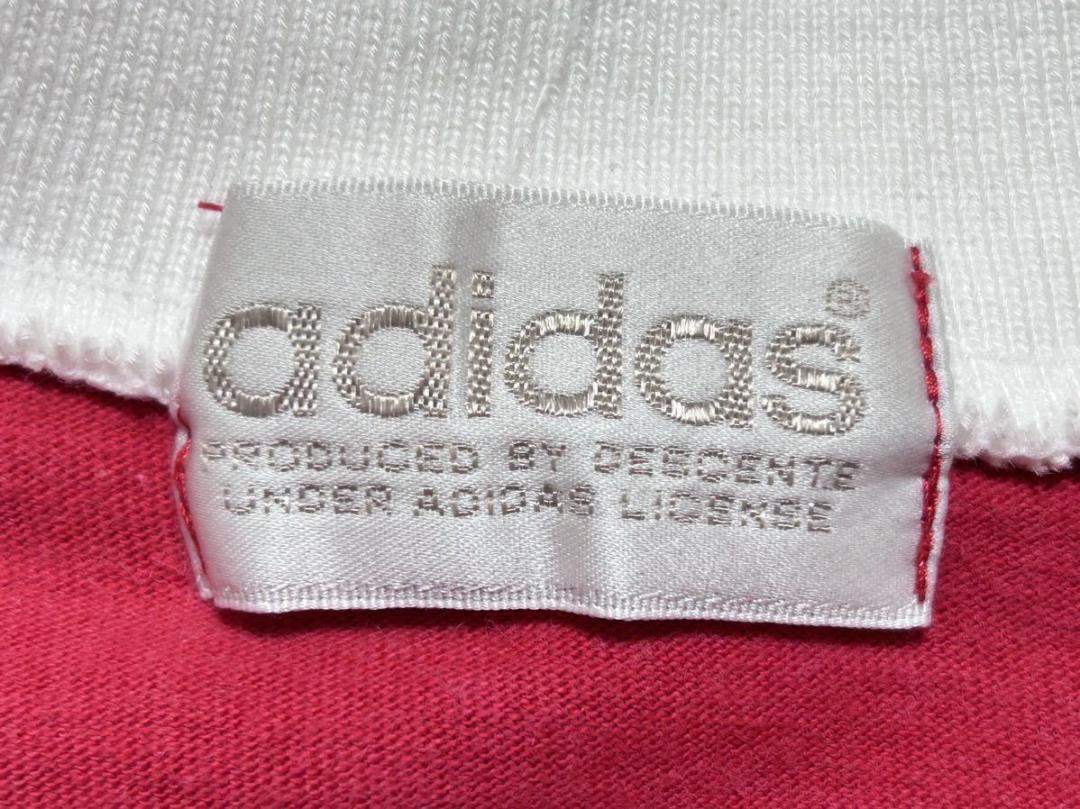 adidas®
PRODUCED BY DESCENTE
UNDER ADIDAS LICENSE